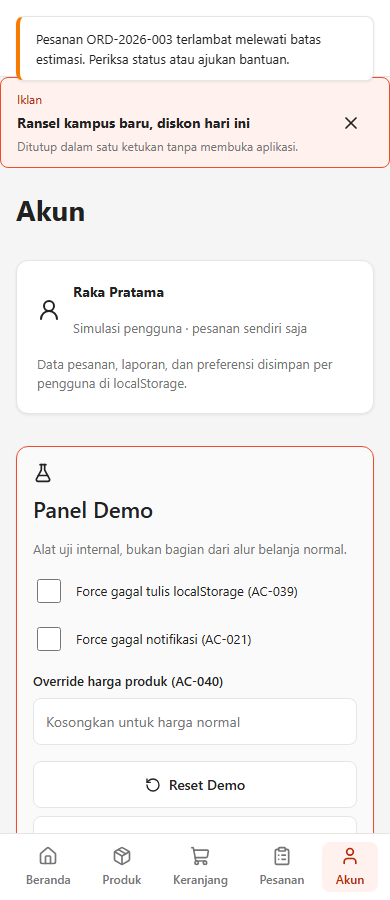 Pesanan ORD-2026-003 terlambat melewati batas
estimasi. Periksa status atau ajukan bantuan.
Iklan
Ransel kampus baru, diskon hari ini
Ditutup dalam satu ketukan tanpa membuka aplikasi.
Akun
Raka Pratama
Simulasi pengguna · pesanan sendiri saja
Data pesanan, laporan, dan preferensi disimpan per
pengguna di localStorage.
Panel Demo
Alat uji internal, bukan bagian dari alur belanja normal.
Force gagal tulis localStorage (AC-039)
Force gagal notifikasi (AC-021)
Override harga produk (AC-040)
Kosongkan untuk harga normal
Reset Demo
Beranda
Produk
Keranjang
Pesanan
Akun